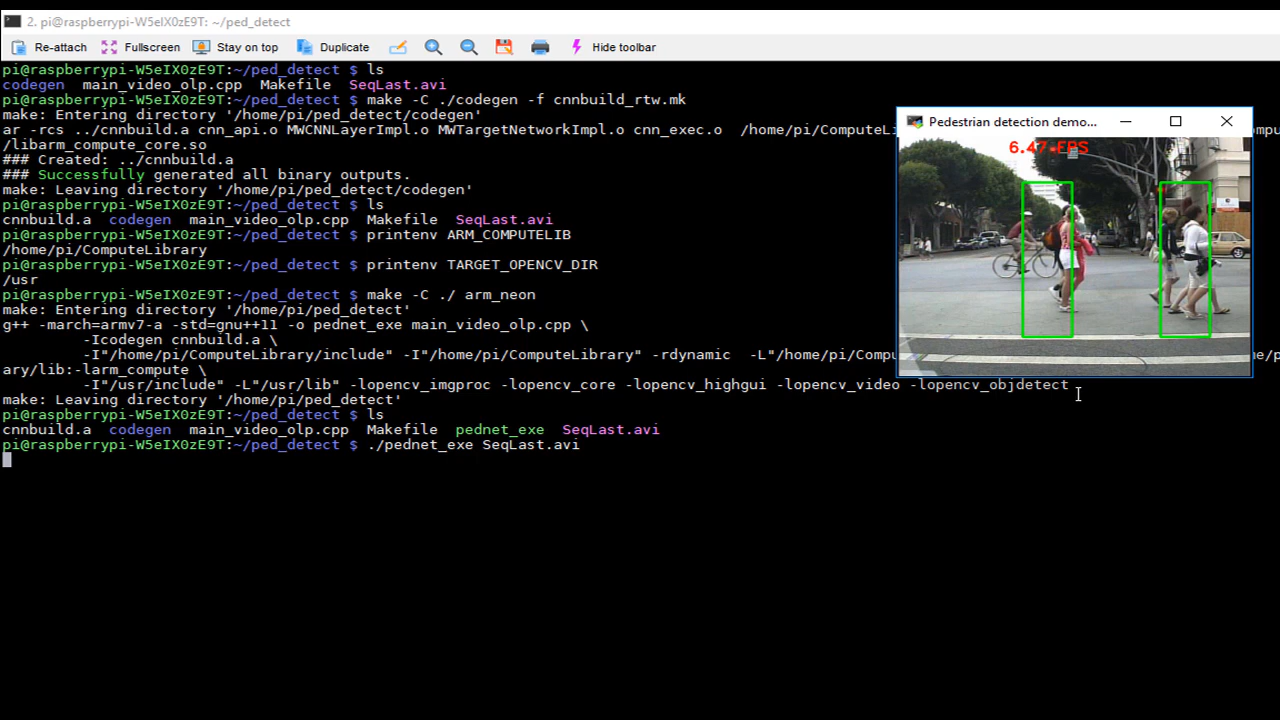 2. pi@raspberrypi-W5eIX0zE9T: ~/ped_detect
Re-attach Fullscreen Stay on top Duplicate Hide toolbar
pi@raspberrypi-W5eIX0zE9T:~/ped_detect $ ls
codegen main_video_olp.cpp Makefile SeqLast.avi
pi@raspberrypi-W5eIX0zE9T:~/ped_detect $ make -C ./codegen -f cnnbuild_rtw.mk
make: Entering directory '/home/pi/ped_detect/codegen'
ar -rcs ../cnnbuild.a cnn_api.o MWCNNLayerImpl.o MWTargetNetworkImpl.o cnn_exec.o /home/pi/ComputeLi
/libarm_compute_core.so
### Created: ../cnnbuild.a
### Successfully generated all binary outputs.
make: Leaving directory '/home/pi/ped_detect/codegen'
pi@raspberrypi-W5eIX0zE9T:~/ped_detect $ ls
cnnbuild.a codegen main_video_olp.cpp Makefile SeqLast.avi
pi@raspberrypi-W5eIX0zE9T:~/ped_detect $ printenv ARM_COMPUTELIB
/home/pi/ComputeLibrary
pi@raspberrypi-W5eIX0zE9T:~/ped_detect $ printenv TARGET_OPENCV_DIR
/usr
pi@raspberrypi-W5eIX0zE9T:~/ped_detect $ make -C ./ arm_neon
make: Entering directory '/home/pi/ped_detect'
g++ -march=armv7-a -std=gnu++11 -o pednet_exe main_video_olp.cpp \
-Icodegen cnnbuild.a \
-I"/home/pi/ComputeLibrary/include" -I"/home/pi/ComputeLibrary" -rdynamic -L"/home/pi/Compu
ary/lib:-larm_compute \
-I"/usr/include" -L"/usr/lib" -lopencv_imgproc -lopencv_core -lopencv_highgui -lopencv_video -lopencv_objdetect
make: Leaving directory '/home/pi/ped_detect'
pi@raspberrypi-W5eIX0zE9T:~/ped_detect $ ls
cnnbuild.a codegen main_video_olp.cpp Makefile pednet_exe SeqLast.avi
pi@raspberrypi-W5eIX0zE9T:~/ped_detect $ ./pednet_exe SeqLast.avi
Pedestrian detection demo...
6.47 FPS